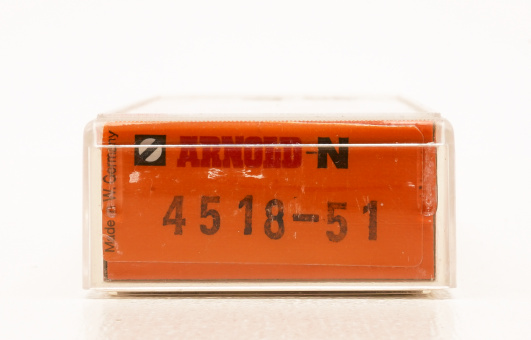 ARNOLD-N
4518-51
Made in W. Germany